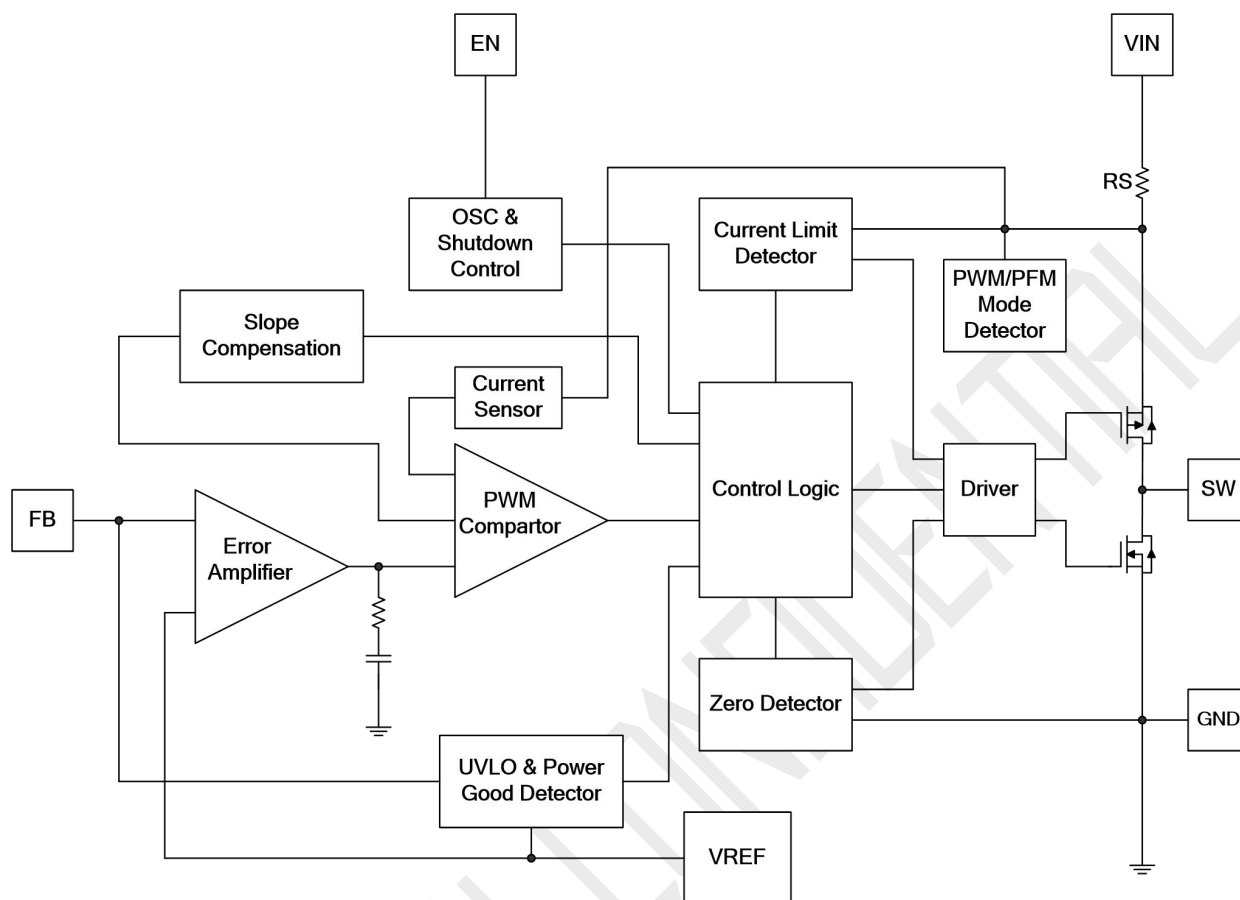 EN
VIN
RS
OSC &
Shutdown
Control
Current Limit
Detector
PWM/PFM
Mode
Detector
Slope
Compensation
Current
Sensor
PWM
Compartor
Control Logic
Driver
SW
FB
Error
Amplifier
Zero Detector
GND
UVLO & Power
Good Detector
VREF
CONFIDENTIAL